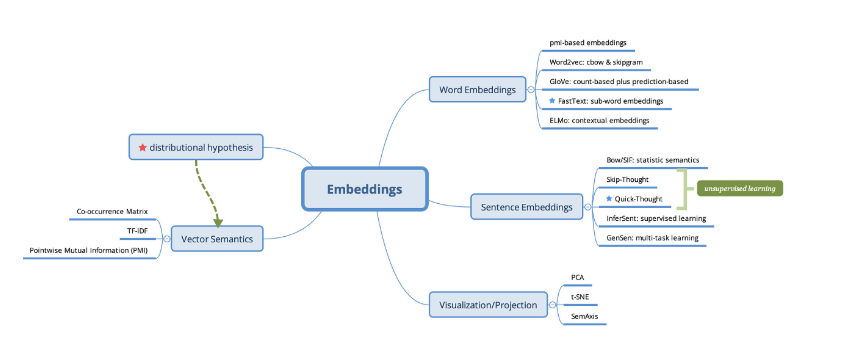 Embeddings
distributional hypothesis
Vector Semantics
Co-occurrence Matrix
TF-IDF
Pointwise Mutual Information (PMI)
Word Embeddings
pmi-based embeddings
Word2vec: cbow & skipgram
GloVe: count-based plus prediction-based
FastText: sub-word embeddings
ELMo: contextual embeddings
Sentence Embeddings
Bow/SIF: statistic semantics
Skip-Thought
Quick-Thought
unsupervised learning
InferSent: supervised learning
GenSen: multi-task learning
Visualization/Projection
PCA
t-SNE
SemAxis